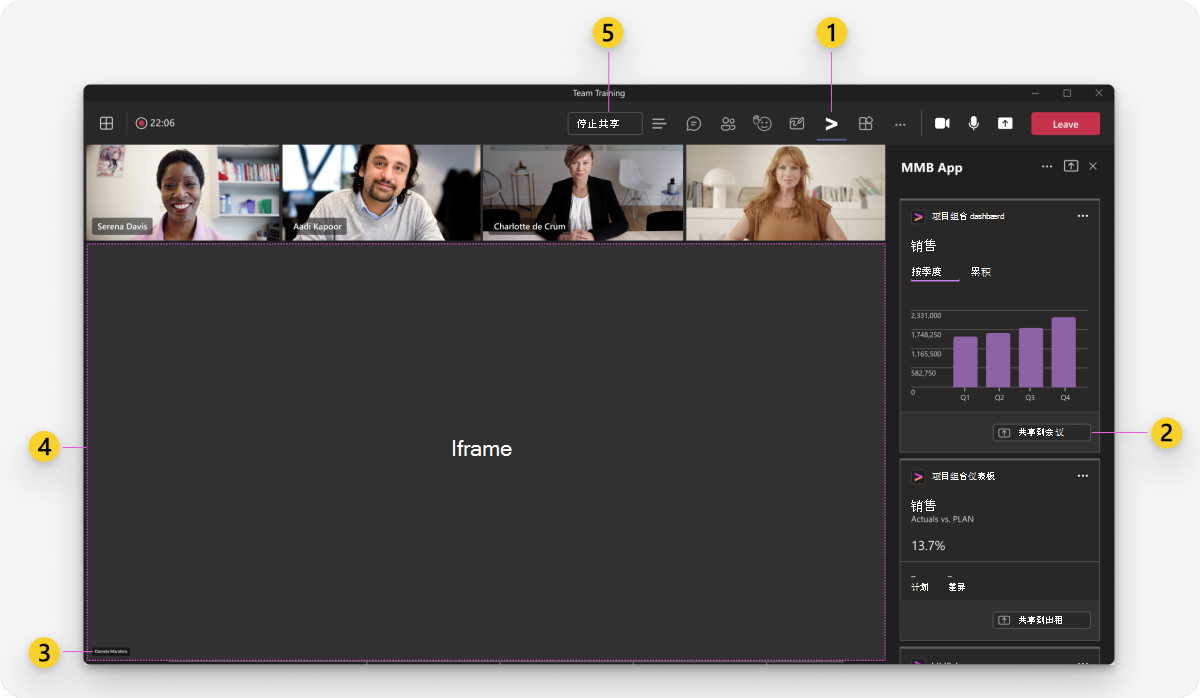 5
1
Team Training
22:06
停止共享
Leave
MMB App
Serena Davis
Aadi Kapoor
Charlotte de Crum
项目组合 dashbærd
销售
按季度 累积
2,331,000
1,748,250
1,165,500
582,750
0
Q1 Q2 Q3 Q4
共享到会议
2
4
Iframe
项目组合仪表板
销售
Actuals vs. PLAN
13.7%
计划 差异
共享到出租
3
Daniela Mandera